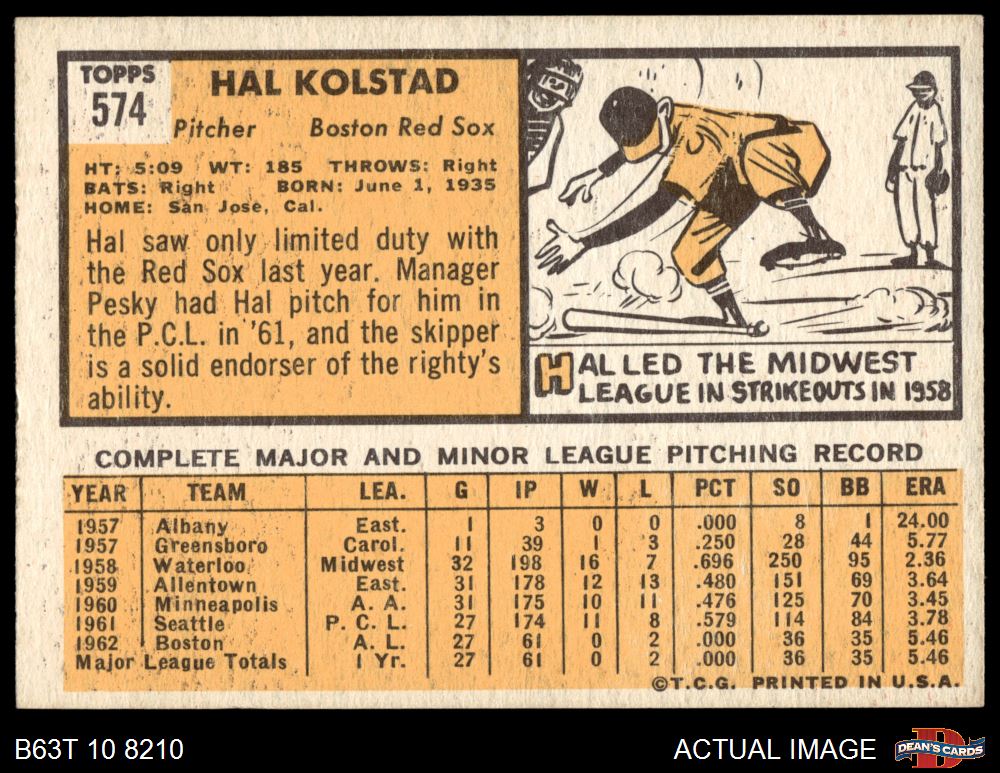 TOPPS
574
HAL KOLSTAD
Pitcher Boston Red Sox
HT: 5:09 WT: 185 THROWS: Right
BATS: Right BORN: June 1, 1935
HOME: San Jose, Cal.
Hal saw only limited duty with
the Red Sox last year. Manager
Pesky had Hal pitch for him in
the P.C.L. in '61, and the skipper
is a solid endorser of the righty's
ability.
HAL LED THE MIDWEST
LEAGUE IN STRIKEOUTS IN 1958
COMPLETE MAJOR AND MINOR LEAGUE PITCHING RECORD
YEAR TEAM LEA. G IP W L PCT SO BB ERA
1957 Albany East. 1 3 0 0 .000 8 1 24.00
1957 Greensboro Carol. 11 39 1 3 .250 28 44 5.77
1958 Waterloo Midwest 32 198 16 7 .696 250 95 2.36
1959 Allentown East. 31 178 12 13 .480 151 69 3.64
1960 Minneapolis A. A. 31 175 10 11 .476 125 70 3.45
1961 Seattle P. C. L. 27 174 11 8 .579 114 84 3.78
1962 Boston A. L. 27 61 0 2 .000 36 35 5.46
Major League Totals 1 Yr. 27 61 0 2 .000 36 35 5.46
©T.C.G. PRINTED IN U.S.A.
B63T 10 8210 ACTUAL IMAGE DEAN'S CARDS